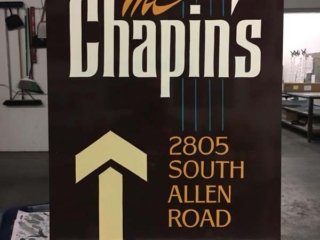 The
Chapins
2805
SOUTH
ALLEN
ROAD